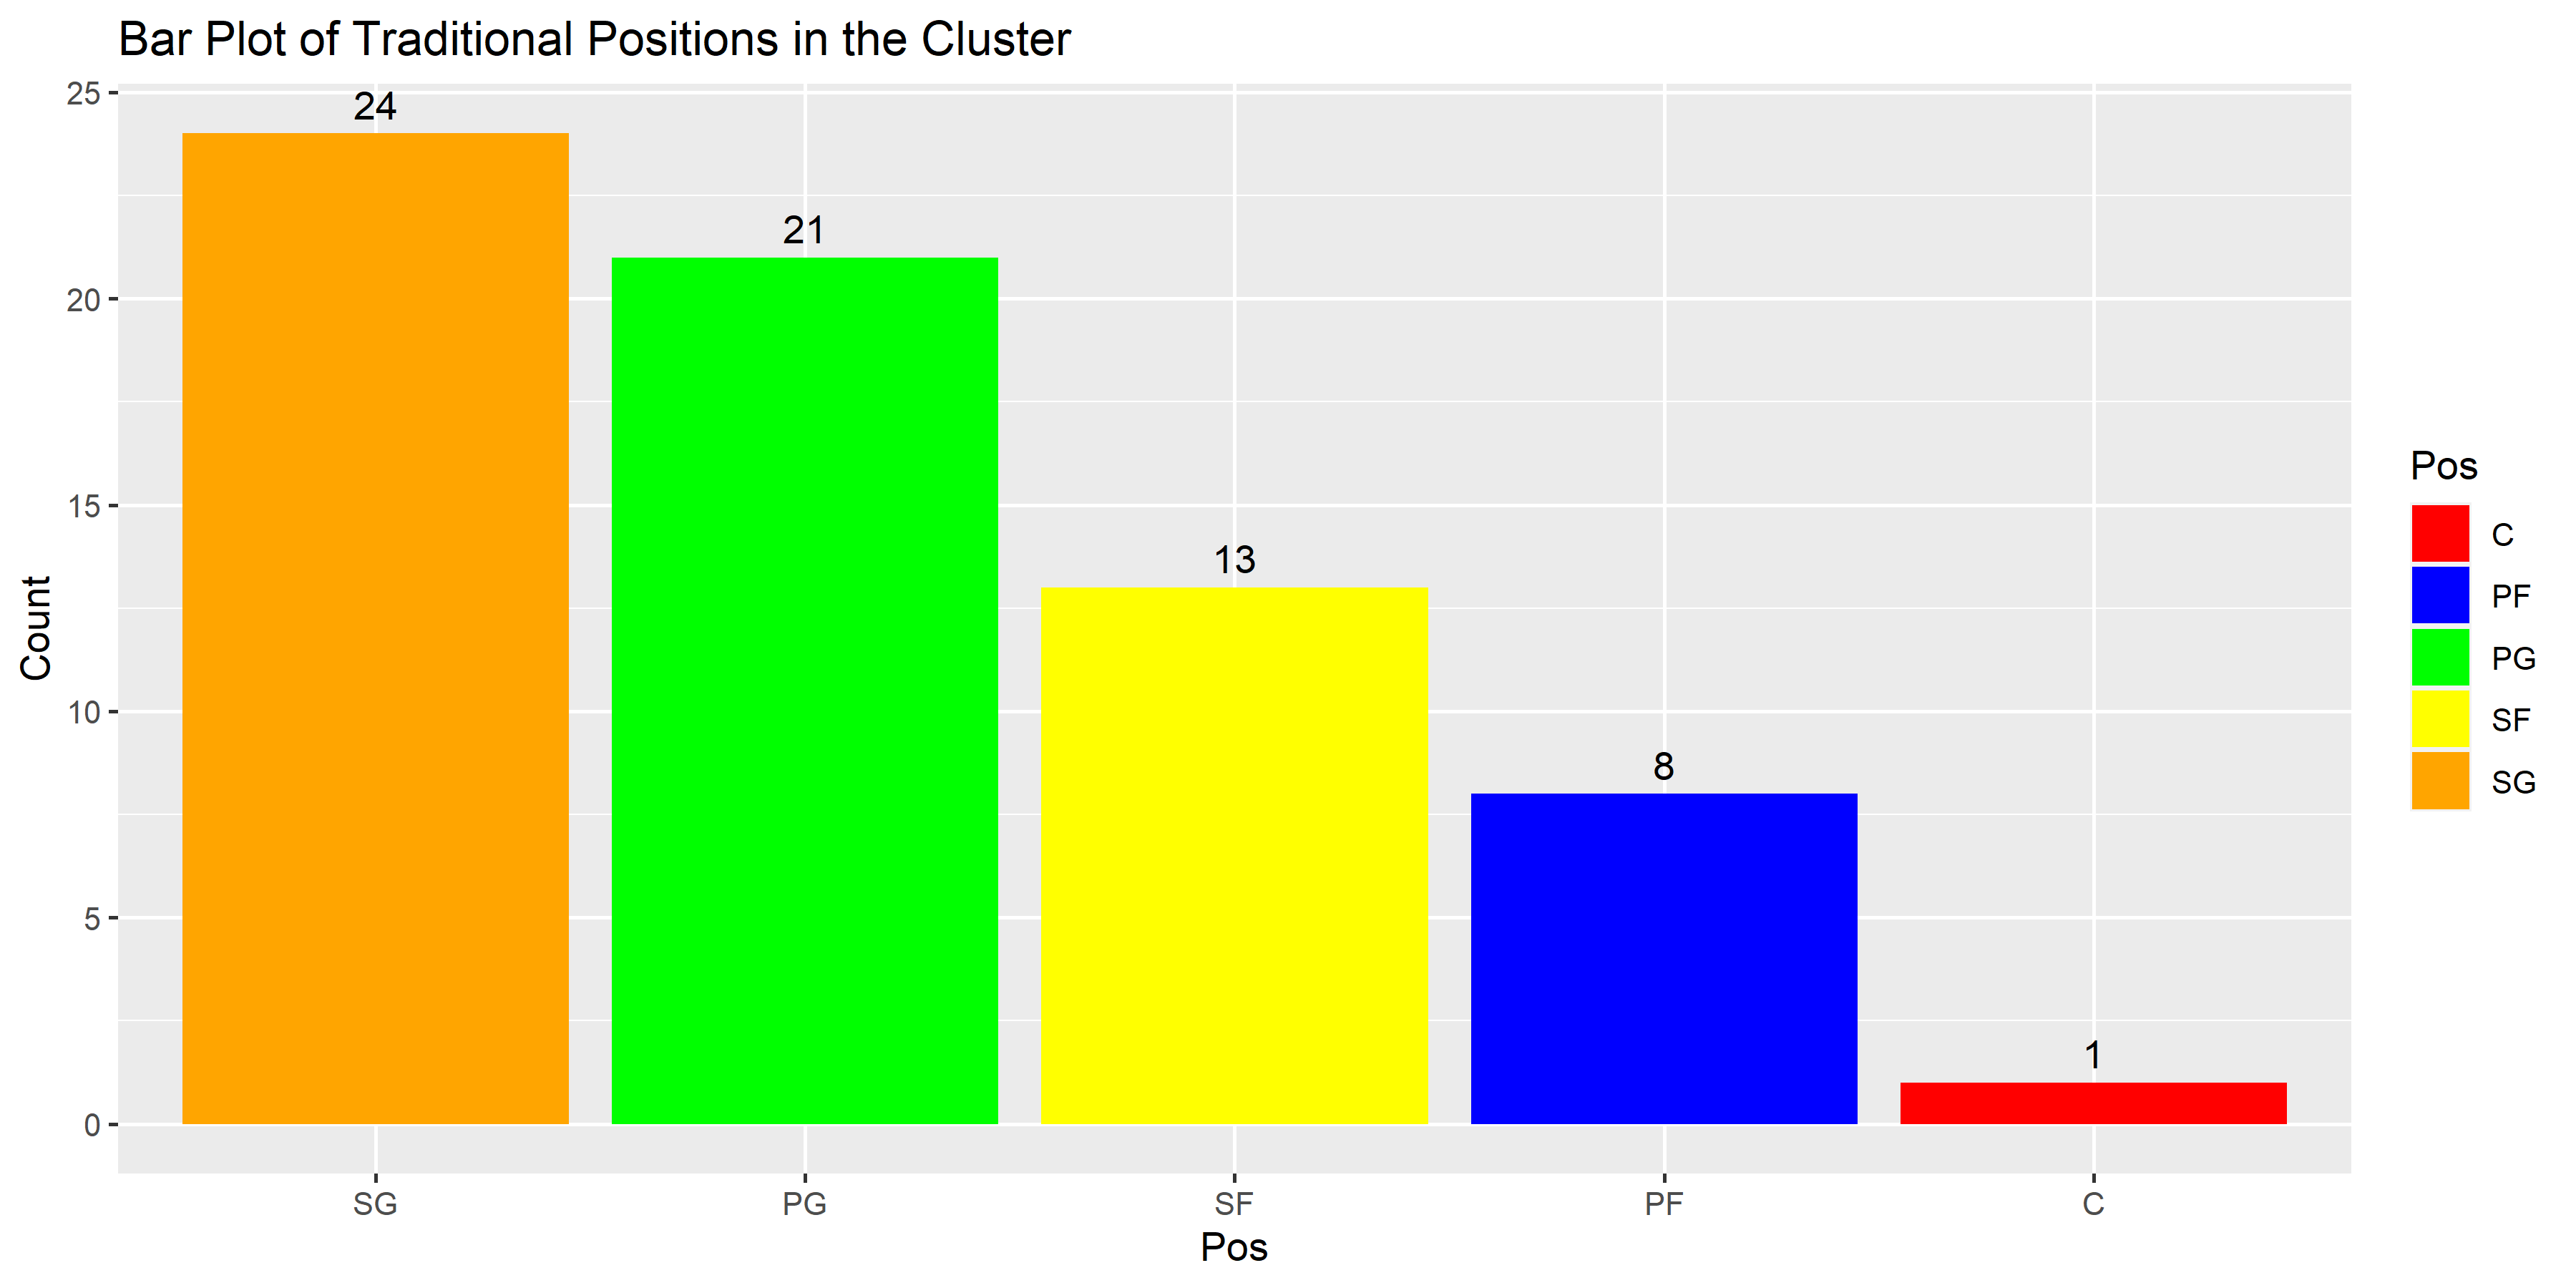 Bar Plot of Traditional Positions in the Cluster
25
20
15
10
5
0
Count
24
21
13
8
1
SG
PG
SF
PF
C
Pos
Pos
C
PF
PG
SF
SG